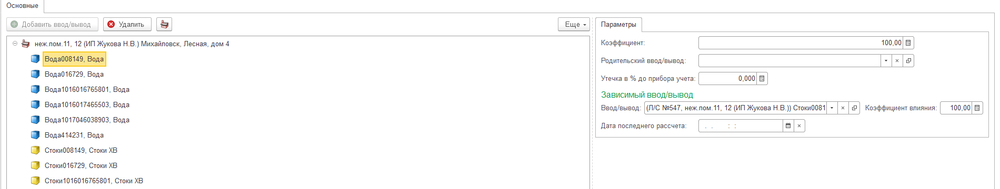 Основные
Добавить ввод/вывод
Удалить
Еще
неж.пом.11, 12 (ИП Жукова Н.В.) Михайловск, Лесная, дом 4
Вода008149, Вода
Вода016729, Вода
Вода1016016765801, Вода
Вода1016017465503, Вода
Вода1017046038903, Вода
Вода414231, Вода
Стоки008149, Стоки ХВ
Стоки016729, Стоки ХВ
Стоки1016016765801, Стоки ХВ
Параметры
Коэффициент: 100,00
Родительский ввод/вывод:
Утечка в % до прибора учета: 0,000
Зависимый ввод/вывод
Ввод/вывод: (Л/С №547, неж.пом.11, 12 (ИП Жукова Н.В.)) Стоки0081 Коэффициент влияния: 100,00
Дата последнего рассчета: . . : :